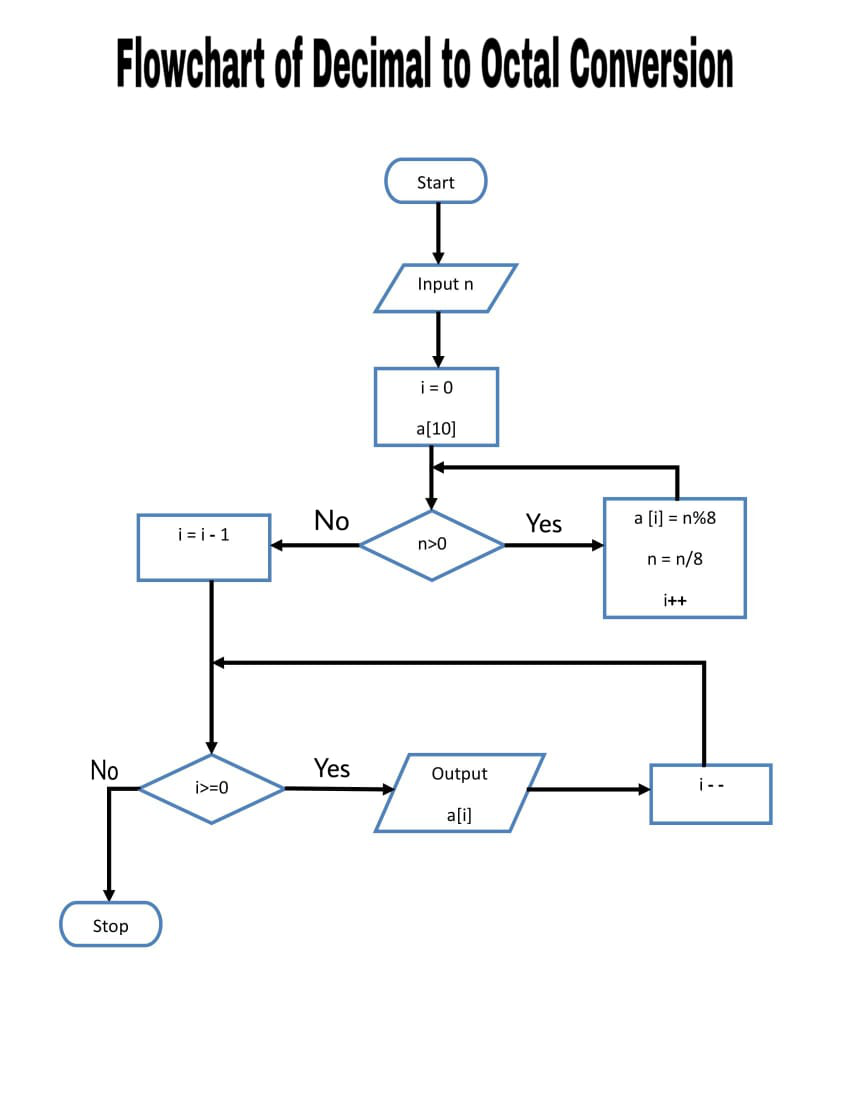 Flowchart of Decimal to Octal Conversion
Start
Input n
i = 0
a[10]
n>0
No
Yes
i = i - 1
a [i] = n%8
n = n/8
i++
i>=0
No
Yes
Output
a[i]
i - -
Stop